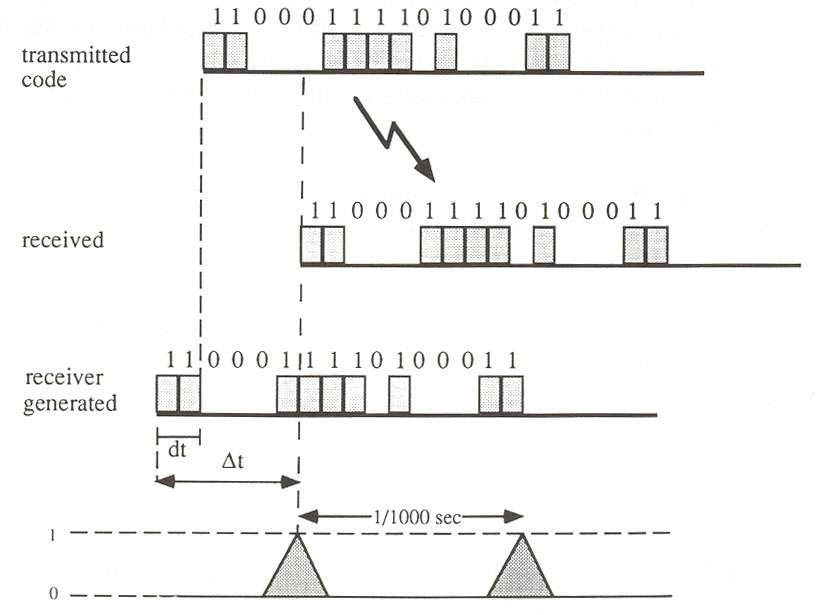 1 1 0 0 0 1 1 1 1 0 1 0 0 0 1 1
transmitted
code
1 1 0 0 0 1 1 1 1 0 1 0 0 0 1 1
received
1 1 0 0 0 1 1 1 1 0 1 0 0 0 1 1
receiver
generated
dt
Δt
1/1000 sec
1
0